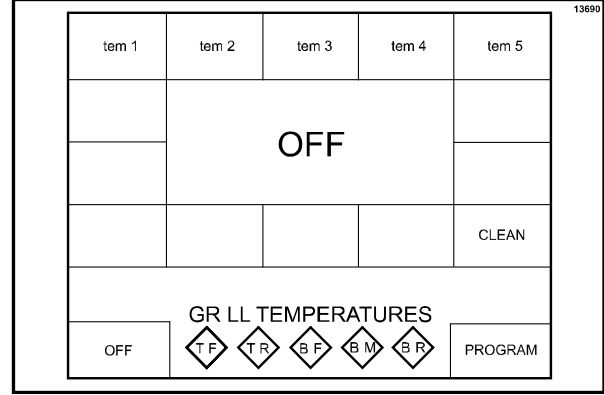 13690
tem 1 tem 2 tem 3 tem 4 tem 5
OFF
CLEAN
GR LL TEMPERATURES
OFF T F T R B F B M B R PROGRAM